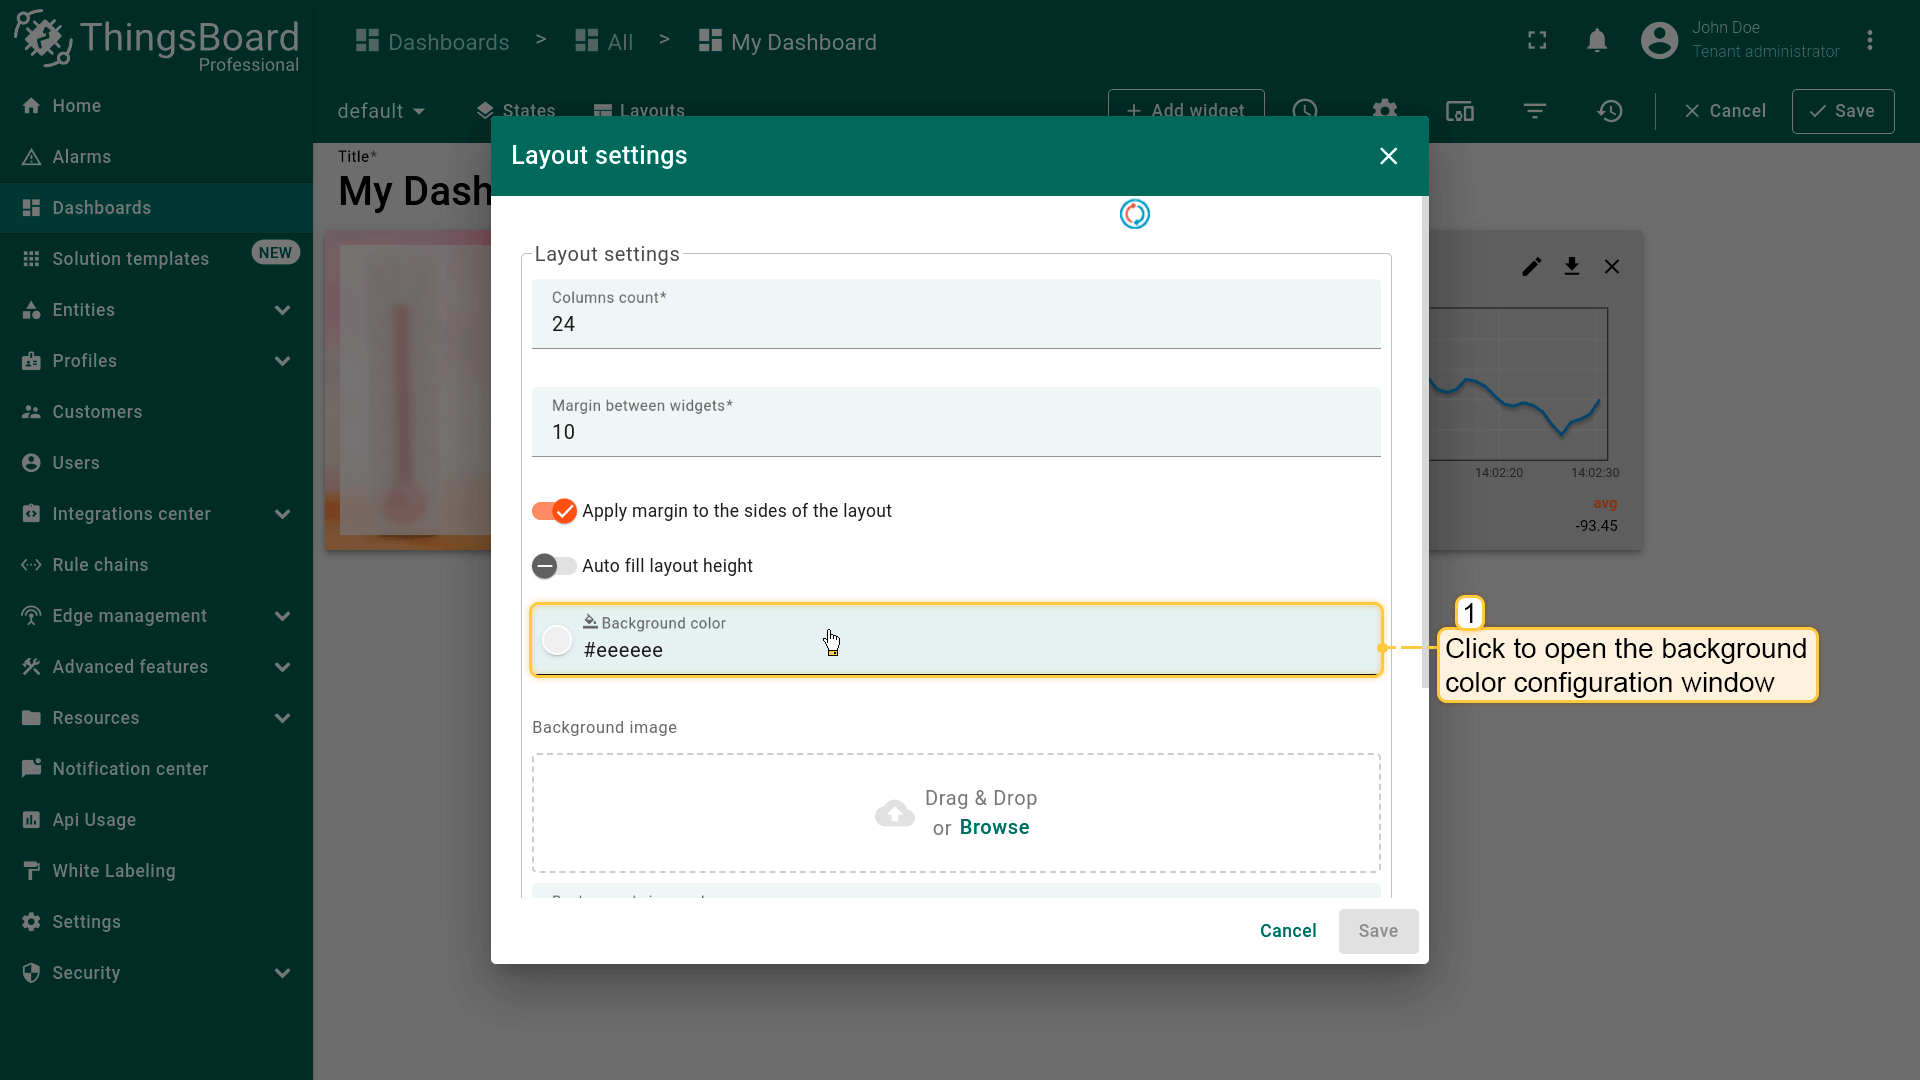 ThingsBoard
Professional
Dashboards > All > My Dashboard
John Doe
Tenant administrator
default
States
Layouts
+ Add widget
Cancel
Save
Home
Alarms
Dashboards
Solution templates
NEW
Entities
Profiles
Customers
Users
Integrations center
Rule chains
Edge management
Advanced features
Resources
Notification center
Api Usage
White Labeling
Settings
Security
Title*
My Dash
Layout settings
Layout settings
Columns count*
24
Margin between widgets*
10
Apply margin to the sides of the layout
Auto fill layout height
Background color
#eeeeee
Background image
Drag & Drop
or Browse
Cancel
Save
14:02:20
14:02:30
avg
-93.45
1
Click to open the background
color configuration window